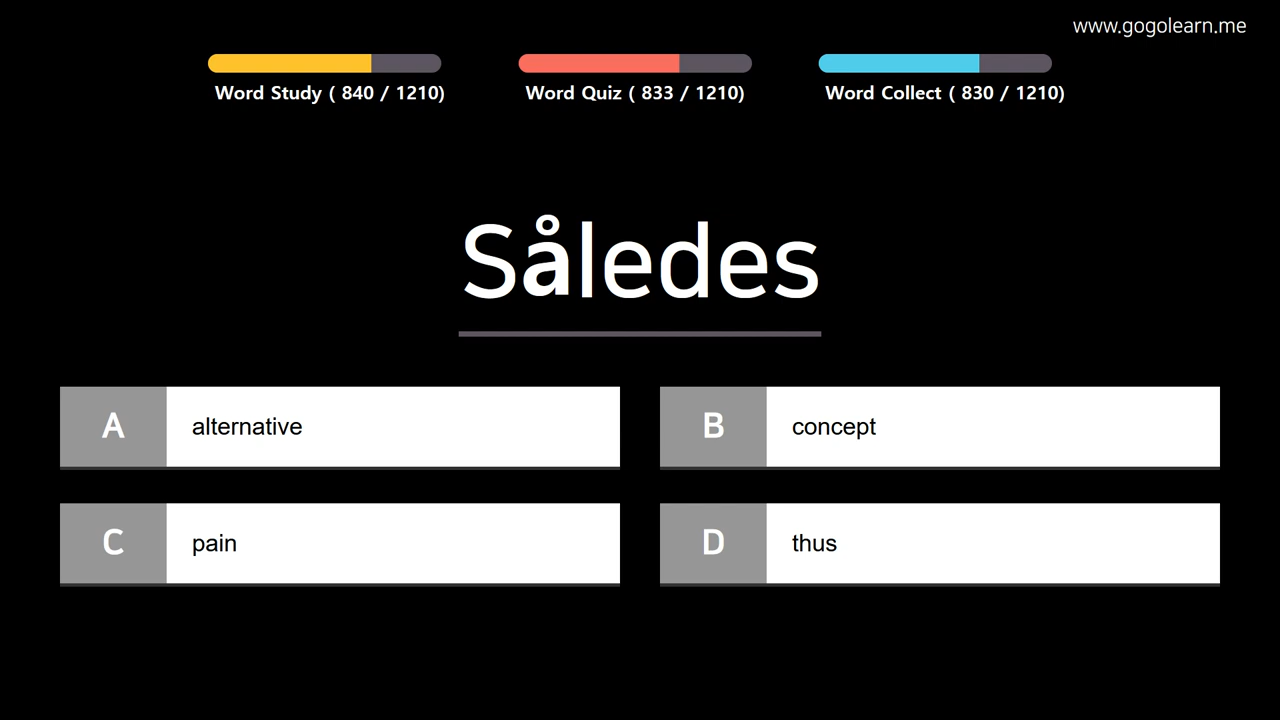 www.gogolearn.me
Word Study ( 840 / 1210)
Word Quiz ( 833 / 1210)
Word Collect ( 830 / 1210)
Således
A alternative
B concept
C pain
D thus